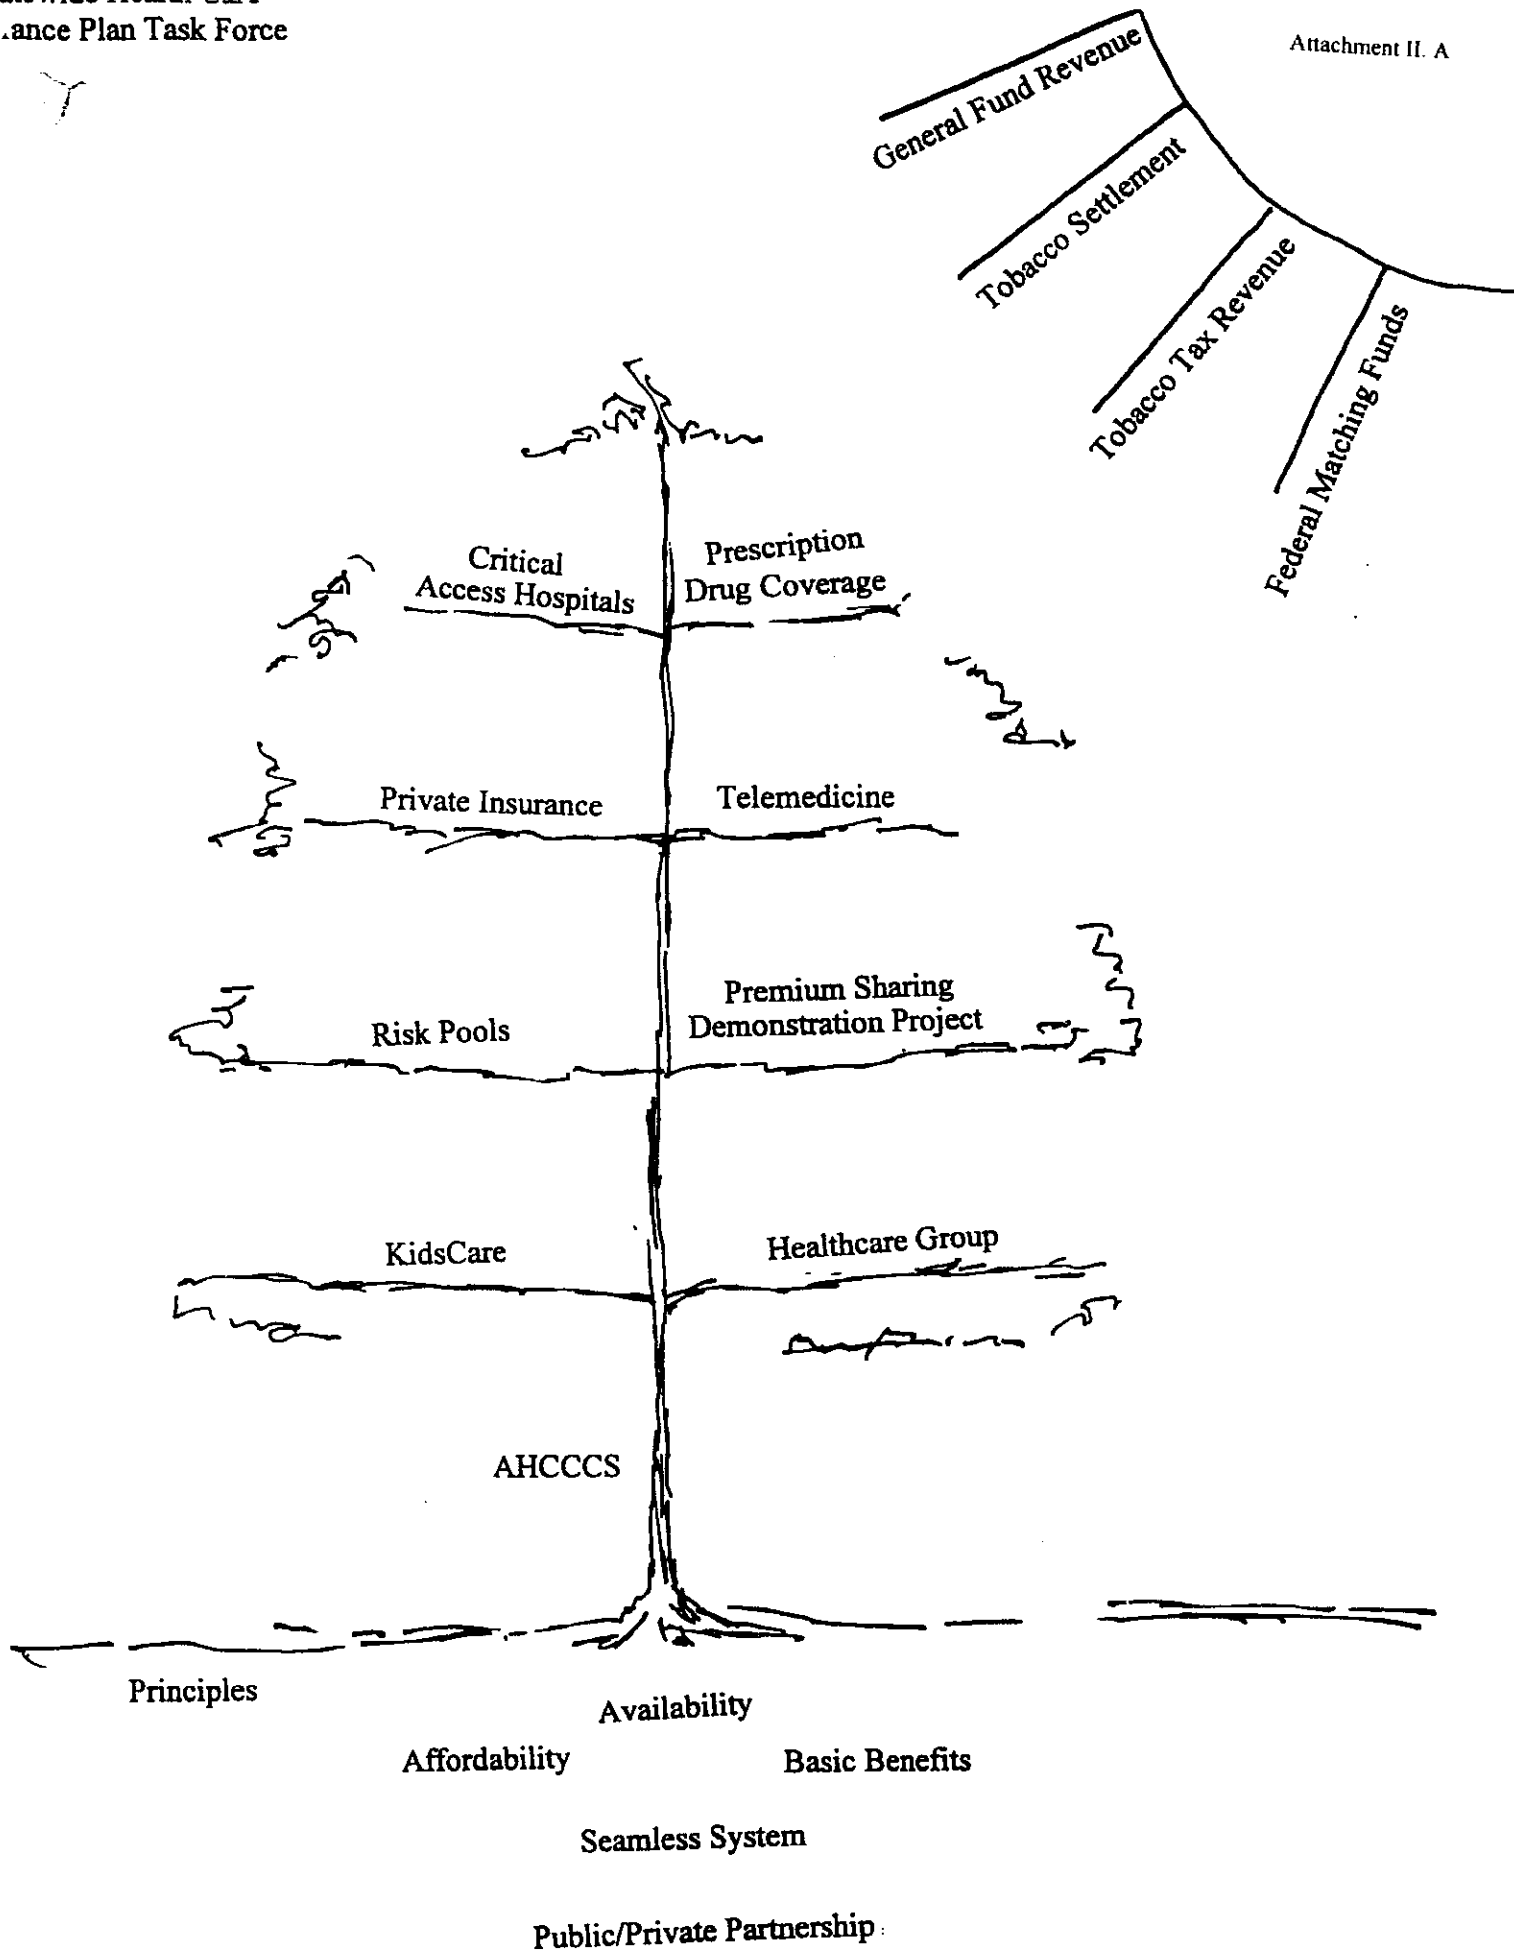 Plan Task Force
Attachment II. A
General Fund Revenue
Tobacco Settlement
Tobacco Tax Revenue
Federal Matching Funds
Critical
Access Hospitals
Prescription
Drug Coverage
Private Insurance
Telemedicine
Risk Pools
Premium Sharing
Demonstration Project
KidsCare
Healthcare Group
AHCCCS
Principles
Availability
Affordability
Basic Benefits
Seamless System
Public/Private Partnership